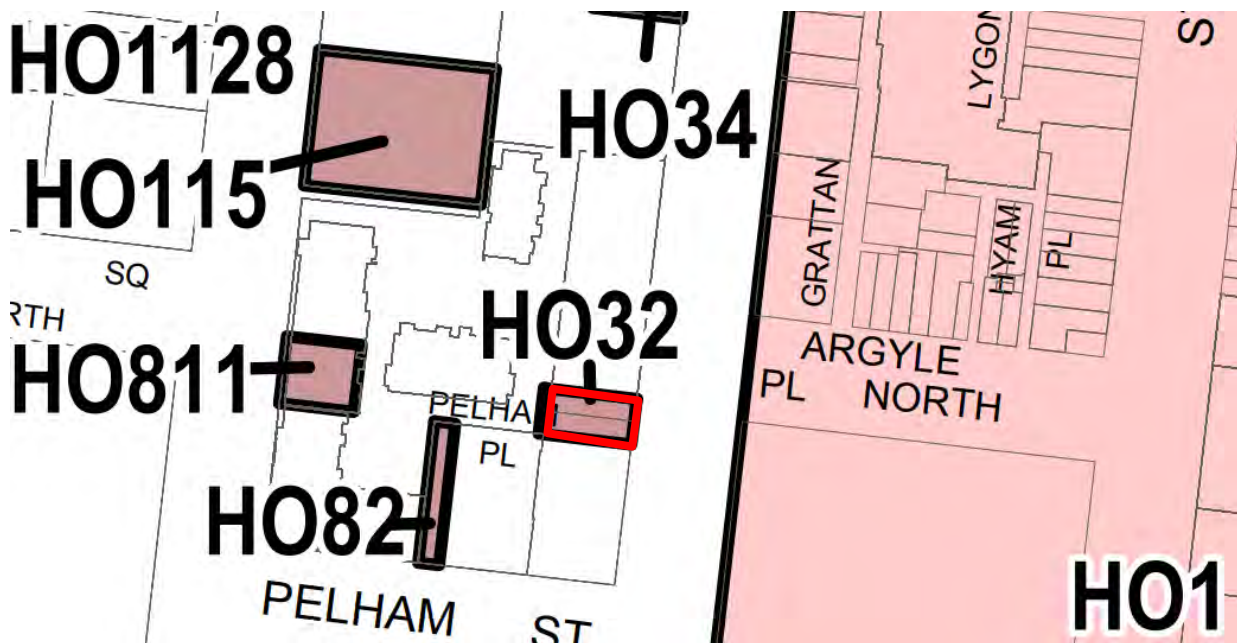 HO1128
HO34
LYGON
HO115
GRATTAN
HYAM
PL
SQ
RTH
HO32
HO811
ARGYLE
PL NORTH
PELHA
PL
HO82
PELHAM ST
HO1